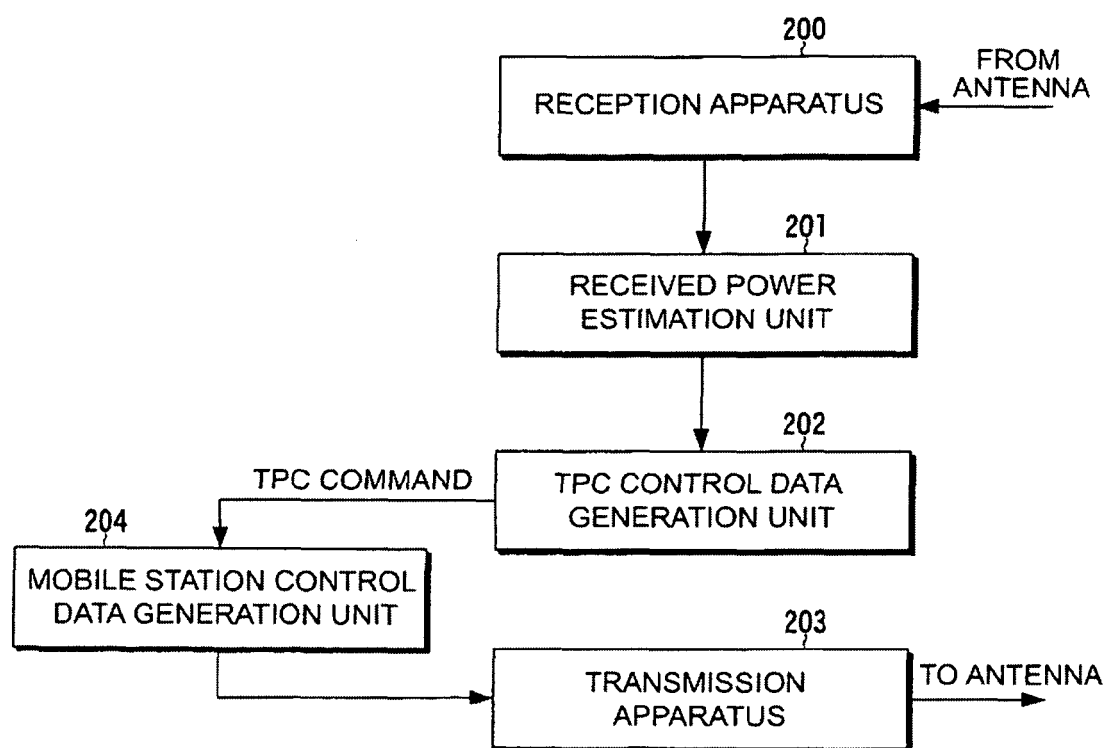 200
FROM
ANTENNA
RECEPTION APPARATUS
201
RECEIVED POWER
ESTIMATION UNIT
202
TPC COMMAND
TPC CONTROL DATA
GENERATION UNIT
204
MOBILE STATION CONTROL
DATA GENERATION UNIT
203
TRANSMISSION
APPARATUS
TO ANTENNA